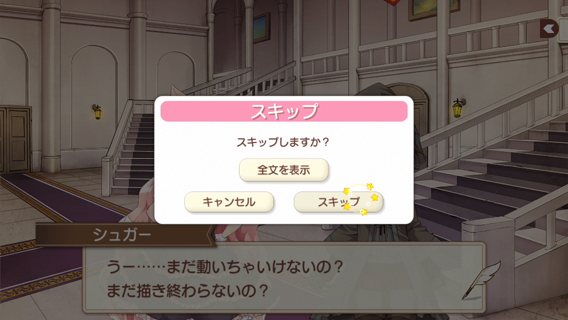 スキップ
スキップしますか？
全文を表示
キャンセル
スキップ
シュガー
うー……まだ動いちゃいけないの？
まだ描き終わらないの？